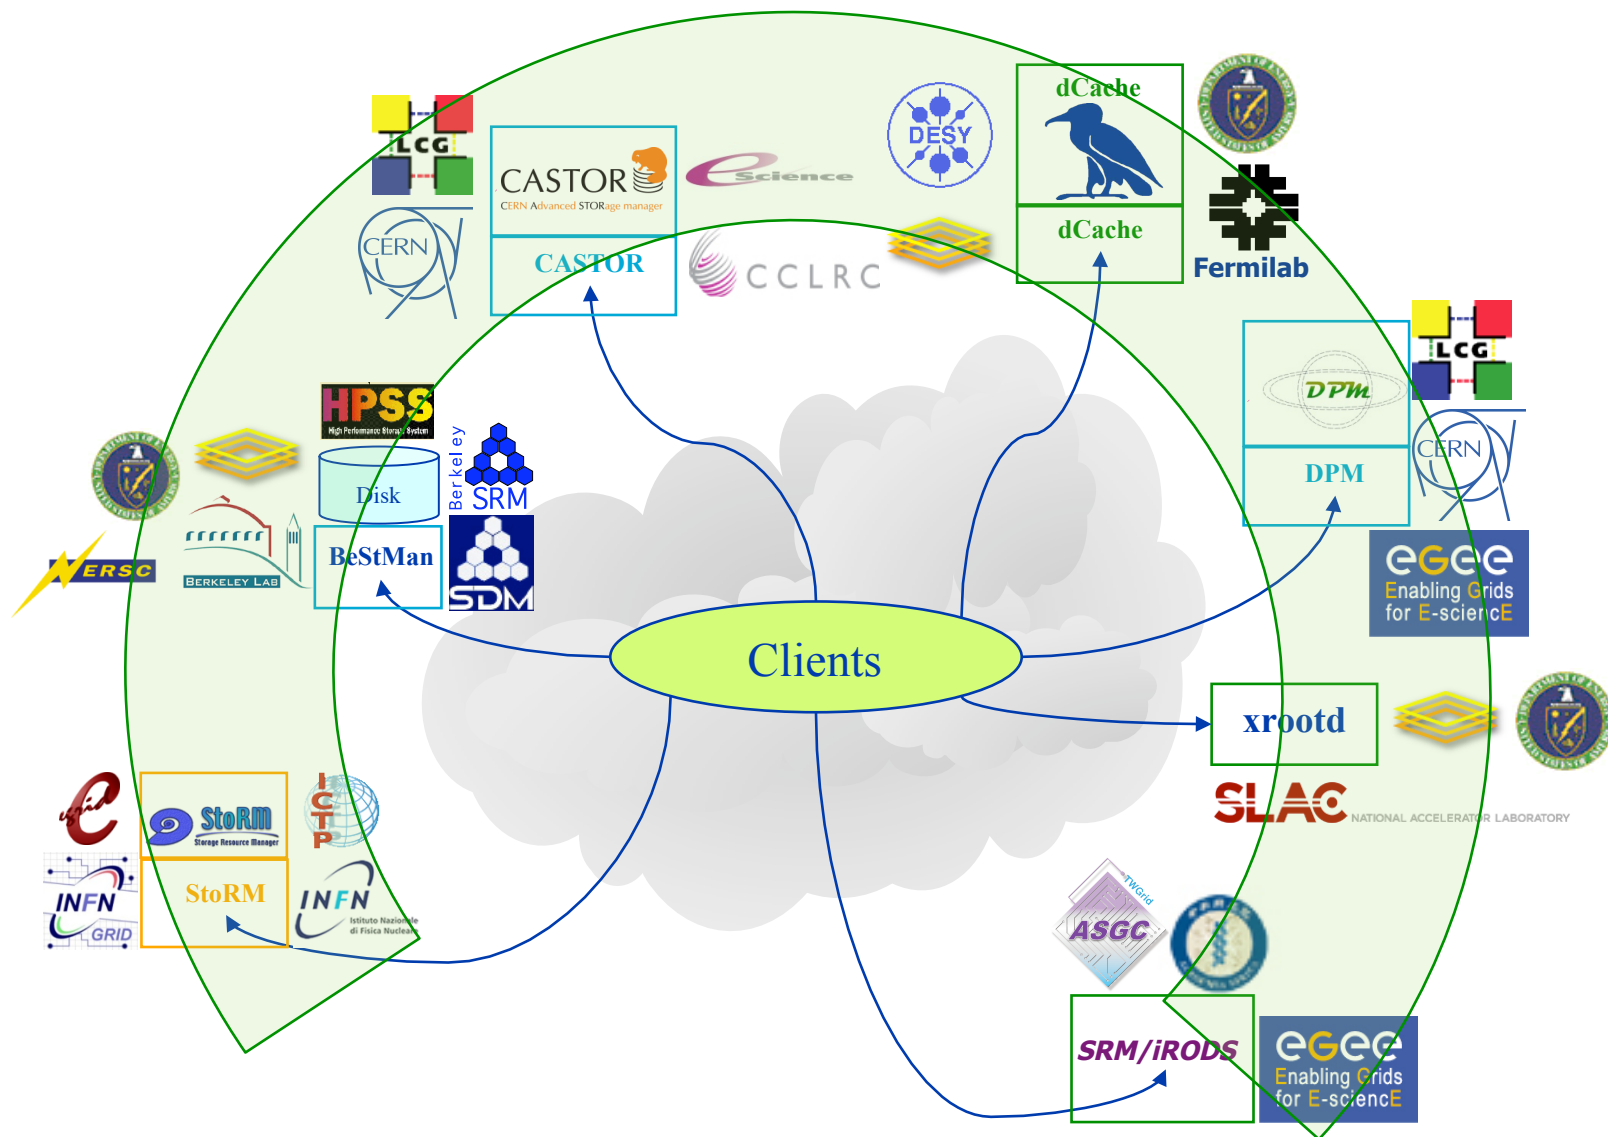 LCG
CERN
CASTOR
CERN Advanced STORage manager
CASTOR
eScience
CCLRC
DESY
dCache
dCache
Fermilab
DPM
DPM
LCG
CERN
egee
Enabling Grids
for E-sciencE
HPSS
High Performance Storage System
Disk
BeStMan
Berkeley
SRM
SDM
BERKELEY LAB
NERSC
Clients
xrootd
SLAC NATIONAL ACCELERATOR LABORATORY
egrid
StoRM
Storage Resource Manager
StoRM
ICTP
INFN
GRID
INFN
Istituto Nazionale
di Fisica Nucleare
TWGrid
ASGC
SRM/iRODS
egee
Enabling Grids
for E-sciencE